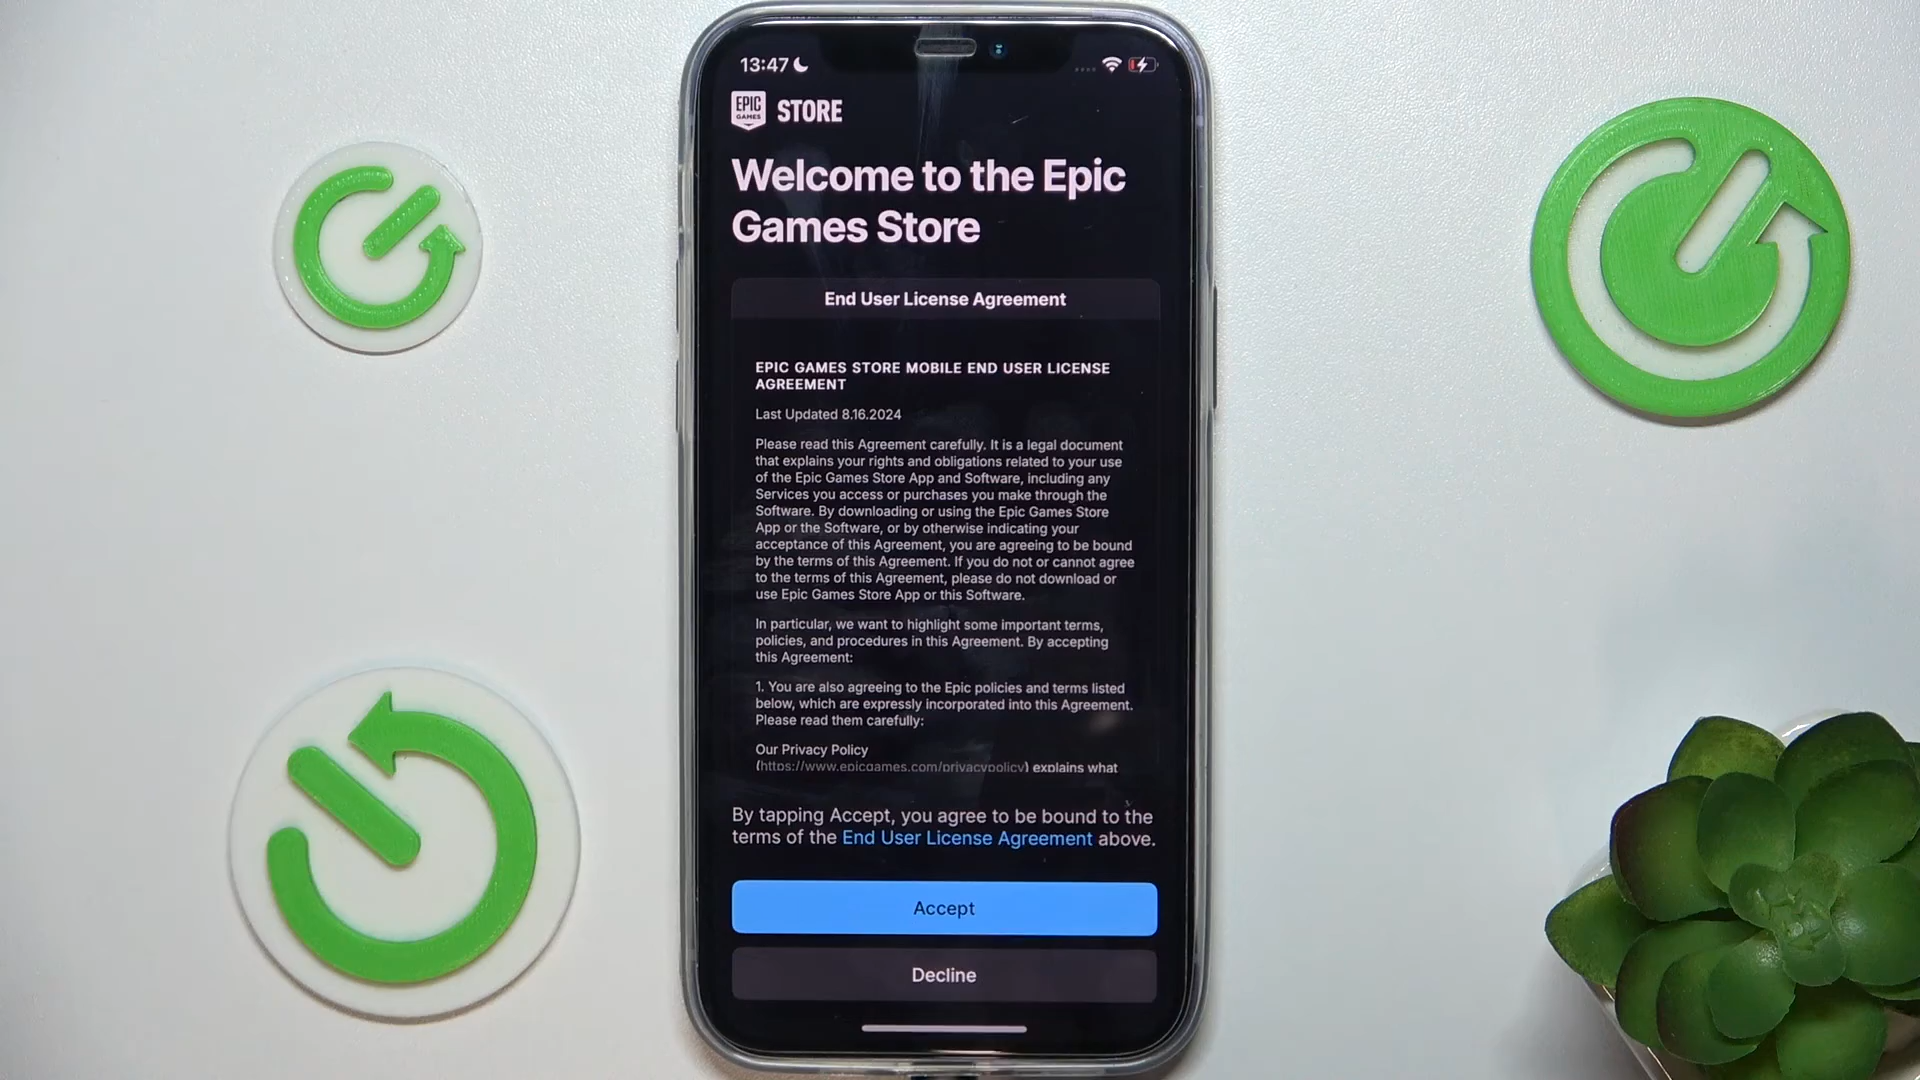 13:47
EPIC GAMES STORE
Welcome to the Epic
Games Store
End User License Agreement
EPIC GAMES STORE MOBILE END USER LICENSE
AGREEMENT
Last Updated 8.16.2024
Please read this Agreement carefully. It is a legal document
that explains your rights and obligations related to your use
of the Epic Games Store App and Software, including any
Services you access or purchases you make through the
Software. By downloading or using the Epic Games Store
App or the Software, or by otherwise indicating your
acceptance of this Agreement, you are agreeing to be bound
by the terms of this Agreement. If you do not or cannot agree
to the terms of this Agreement, please do not download or
use Epic Games Store App or this Software.
In particular, we want to highlight some important terms,
policies, and procedures in this Agreement. By accepting
this Agreement:
1. You are also agreeing to the Epic policies and terms listed
below, which are expressly incorporated into this Agreement.
Please read them carefully:
Our Privacy Policy
(https://www.epicgames.com/privacypolicy) explains what
By tapping Accept, you agree to be bound to the
terms of the End User License Agreement above.
Accept
Decline